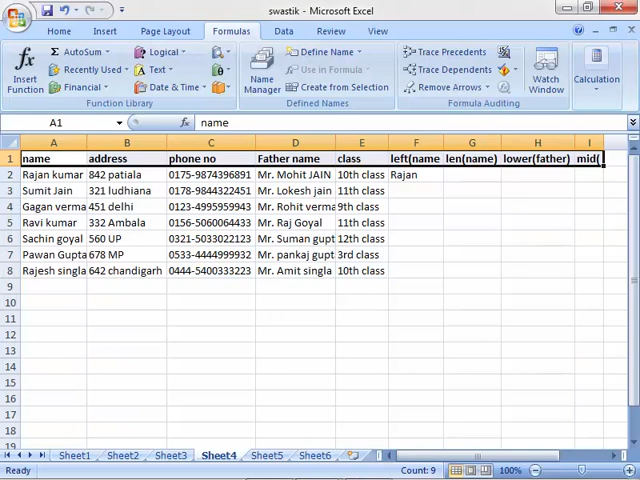 swastik - Microsoft Excel
Home Insert Page Layout Formulas Data Review View
fx Insert Function
AutoSum Recently Used Financial
Logical Text Date & Time
Function Library
Name Manager
Define Name Use in Formula Create from Selection
Defined Names
Trace Precedents Trace Dependents Remove Arrows
Formula Auditing
Watch Window
Calculation
A1 fx name
A B C D E F G H I
1 name address phone no Father name class left(name len(name) lower(father) mid(
2 Rajan kumar 842 patiala 0175-9874396891 Mr. Mohit JAIN 10th class Rajan
3 Sumit Jain 321 ludhiana 0178-9844322451 Mr. Lokesh jain 11th class
4 Gagan verma 451 delhi 0123-4995959943 Mr. Rohit verma 9th class
5 Ravi kumar 332 Ambala 0156-5060064433 Mr. Raj Goyal 11th class
6 Sachin goyal 560 UP 0321-5033022123 Mr. Suman gupt 12th class
7 Pawan Gupta 678 MP 0533-4444999932 Mr. pankaj gupt 3rd class
8 Rajesh singla 642 chandigarh 0444-5400333223 Mr. Amit singla 10th class
9
10
11
12
13
14
15
16
17
18
19
Sheet1 Sheet2 Sheet3 Sheet4 Sheet5 Sheet6
Ready Count: 9 100%